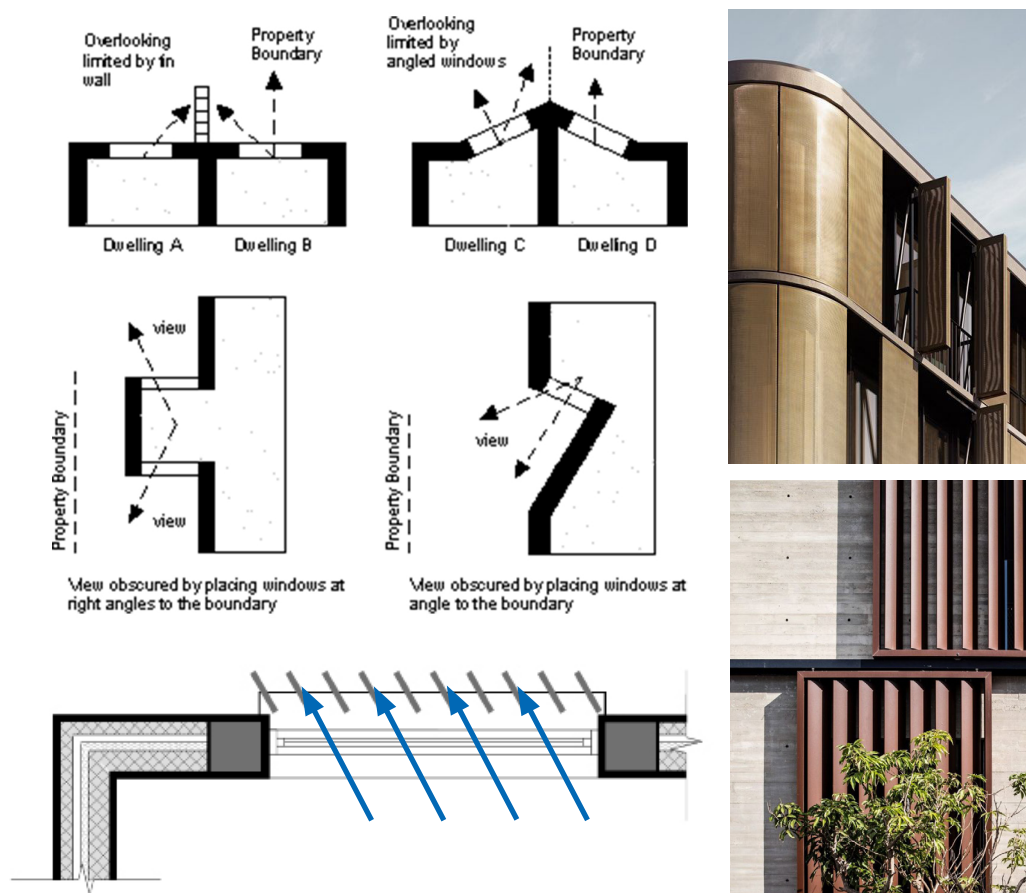 Overlooking
limited by fin
wall
Property
Boundary
Dwelling A
Dwelling B
Overlooking
limited by
angled windows
Property
Boundary
Dwelling C
Dwelling D
view
view
Property Boundary
View obscured by placing windows at
right angles to the boundary
view
Property Boundary
View obscured by placing windows at
angle to the boundary